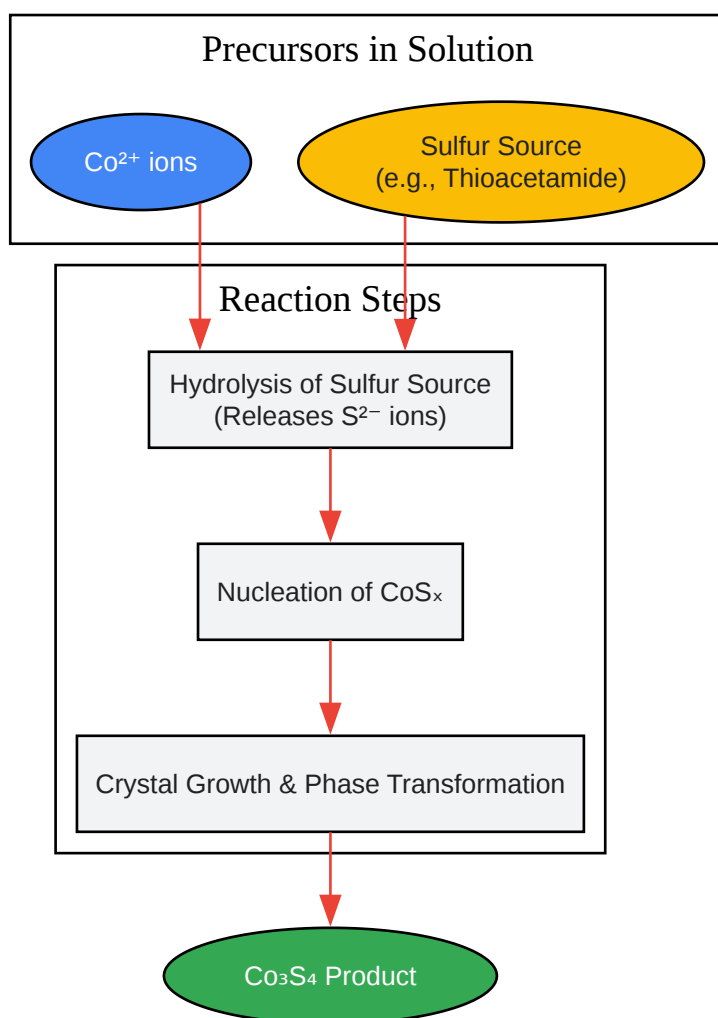 Precursors in Solution
Co²⁺ ions
Sulfur Source
(e.g., Thioacetamide)
Reaction Steps
Hydrolysis of Sulfur Source
(Releases S²⁻ ions)
Nucleation of CoSₓ
Crystal Growth & Phase Transformation
Co₃S₄ Product